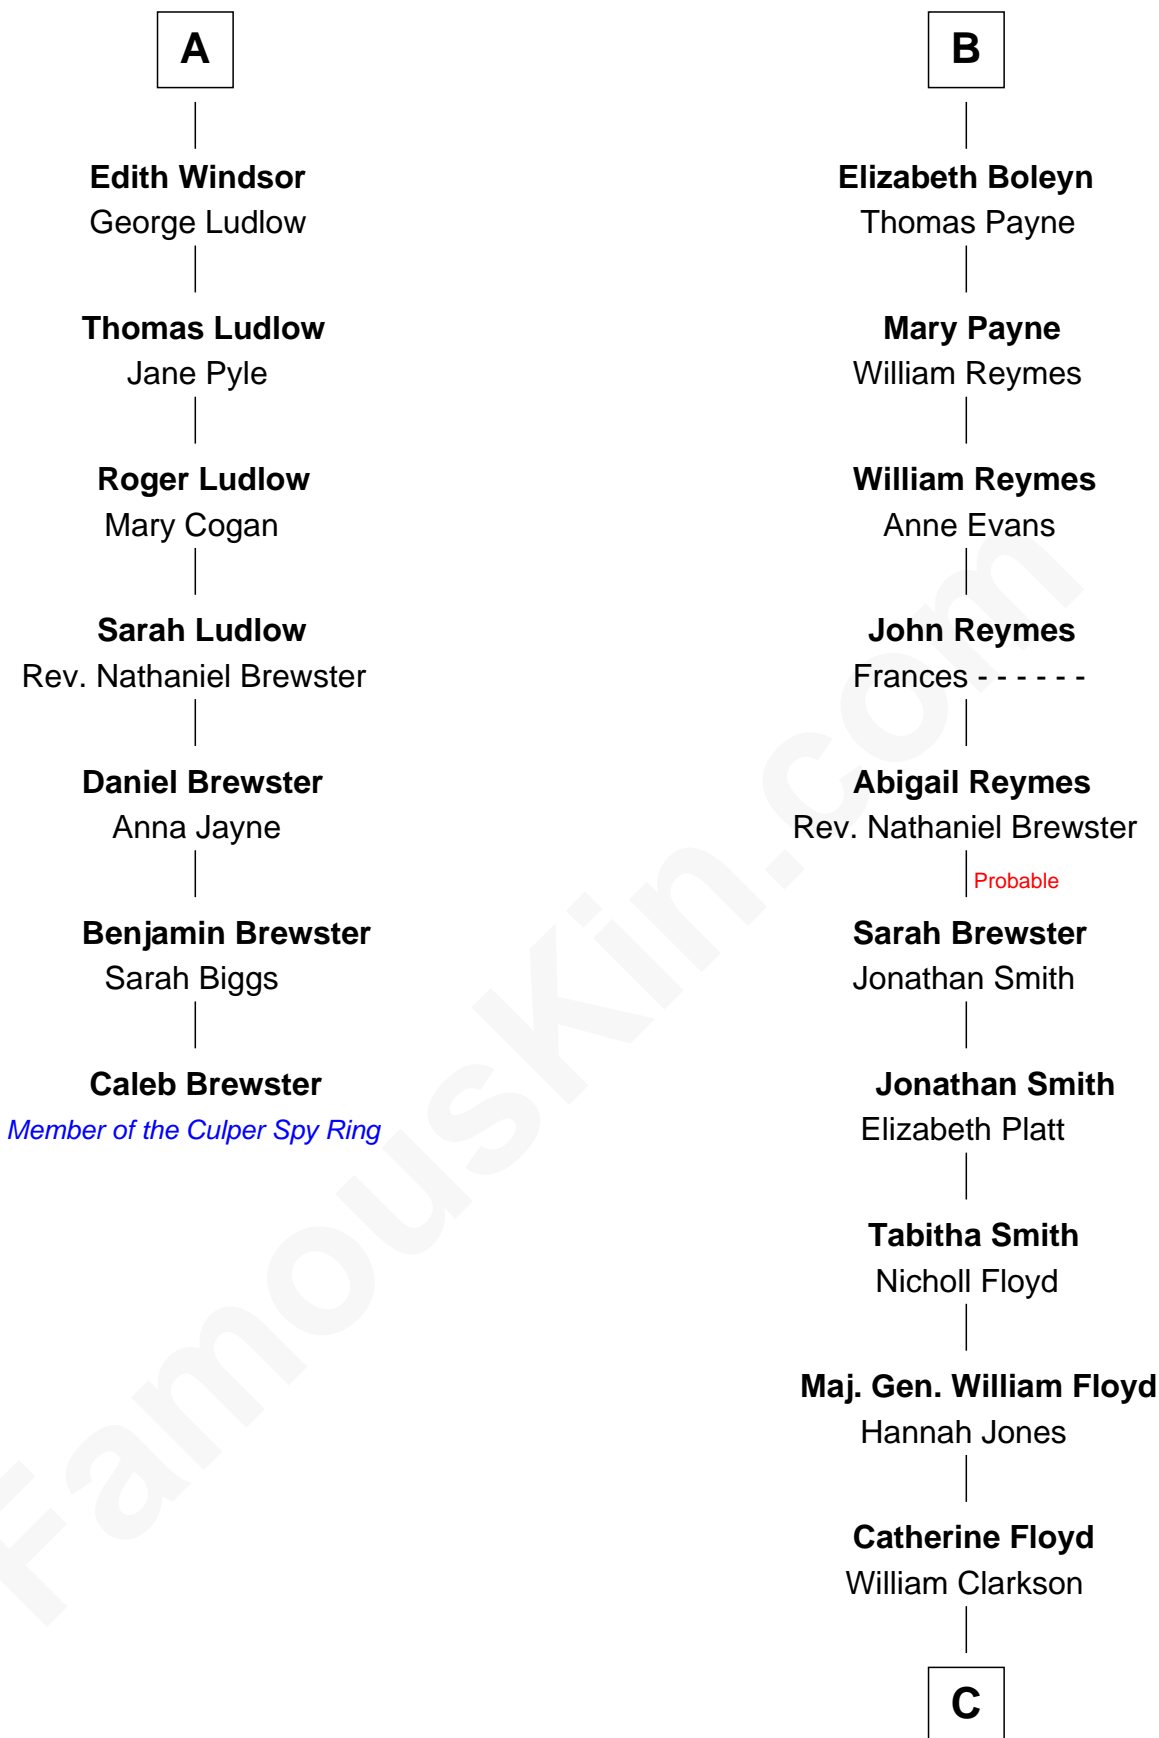 A
Edith Windsor
George Ludlow
Thomas Ludlow
Jane Pyle
Roger Ludlow
Mary Cogan
Sarah Ludlow
Rev. Nathaniel Brewster
Daniel Brewster
Anna Jayne
Benjamin Brewster
Sarah Biggs
Caleb Brewster
Member of the Culper Spy Ring
B
Elizabeth Boleyn
Thomas Payne
Mary Payne
William Reymes
William Reymes
Anne Evans
John Reymes
Frances - - - - - -
Abigail Reymes
Rev. Nathaniel Brewster
Probable
Sarah Brewster
Jonathan Smith
Jonathan Smith
Elizabeth Platt
Tabitha Smith
Nicholl Floyd
Maj. Gen. William Floyd
Hannah Jones
Catherine Floyd
William Clarkson
C
FamousKin.com